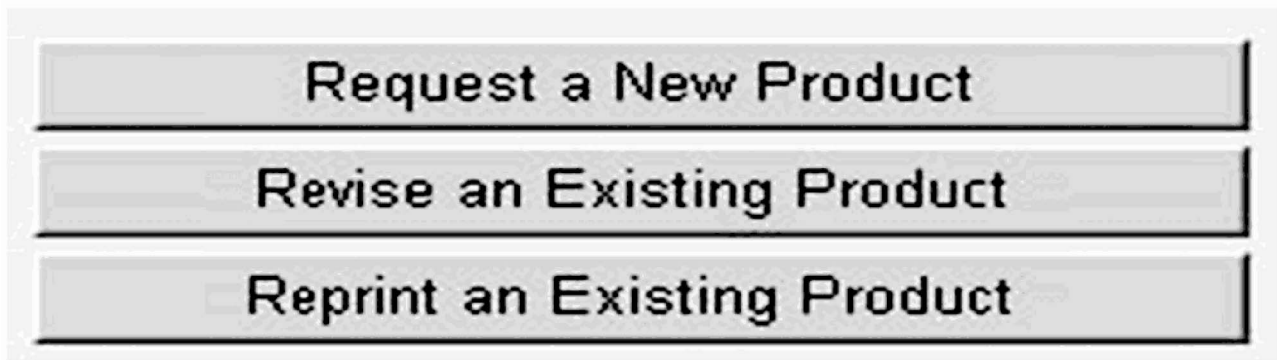 Request a New Product
Revise an Existing Product
Reprint an Existing Product